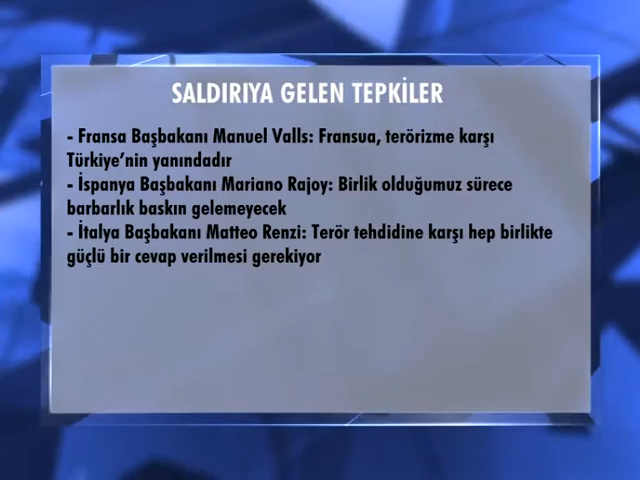 SALDIRIYA GELEN TEPKİLER
- Fransa Başbakanı Manuel Valls: Fransua, terörizme karşı
Türkiye'nin yanındadır
- İspanya Başbakanı Mariano Rajoy: Birlik olduğumuz sürece
barbarlık baskın gelemeyecek
- İtalya Başbakanı Matteo Renzi: Terör tehdidine karşı hep birlikte
güçlü bir cevap verilmesi gerekiyor